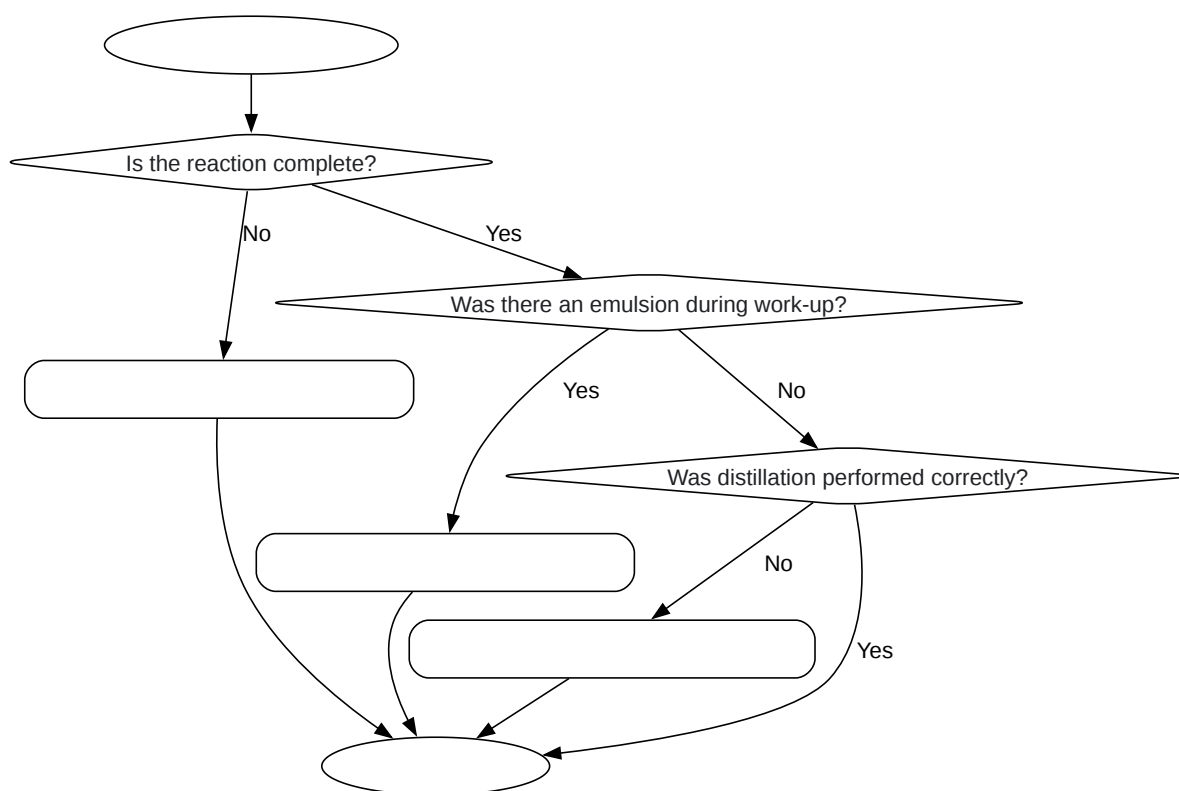 Is the reaction complete?
No
Yes
Was there an emulsion during work-up?
Yes
No
Was distillation performed correctly?
No
Yes